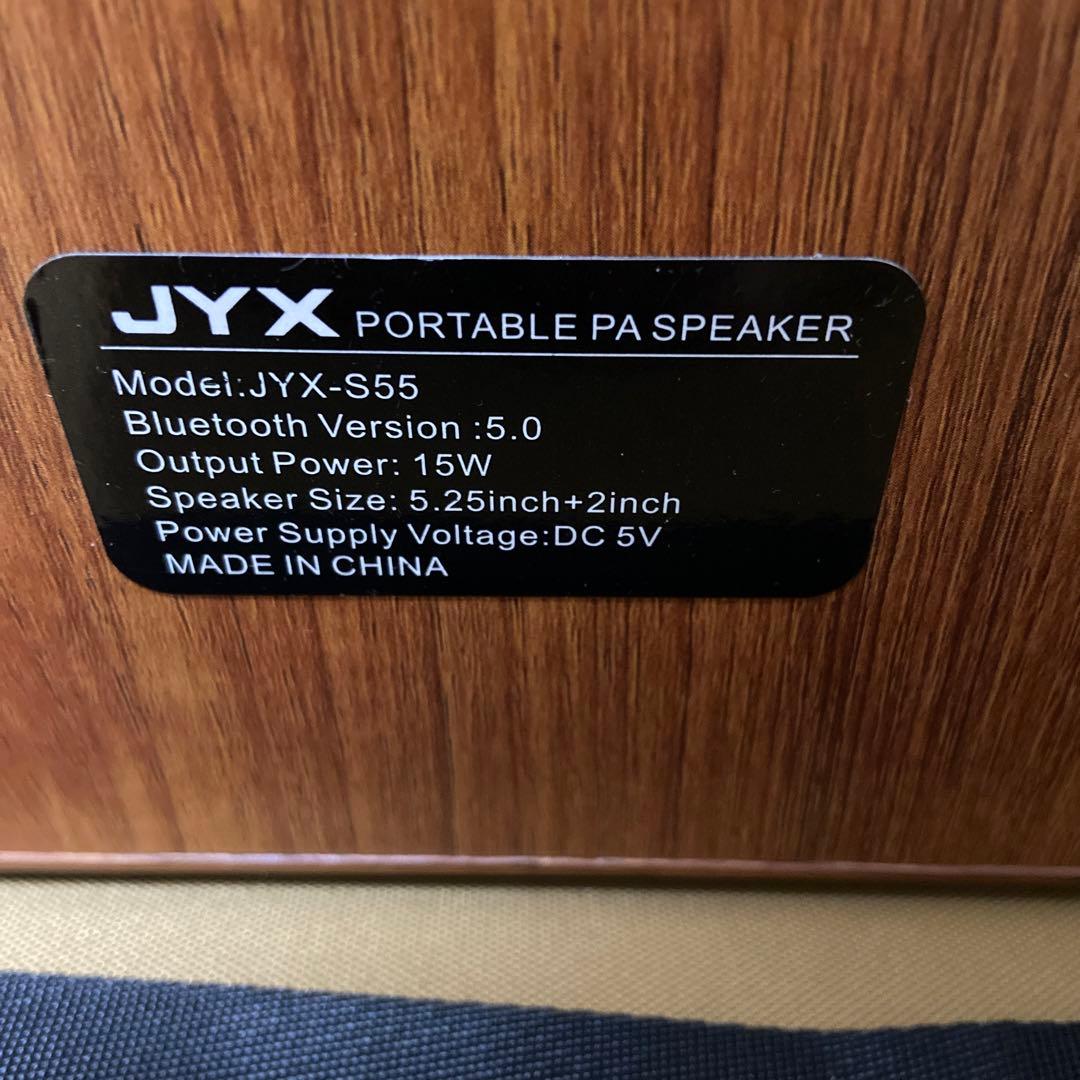 JYX PORTABLE PA SPEAKER
Model:JYX-S55
Bluetooth Version :5.0
Output Power: 15W
Speaker Size: 5.25inch+2inch
Power Supply Voltage:DC 5V
MADE IN CHINA